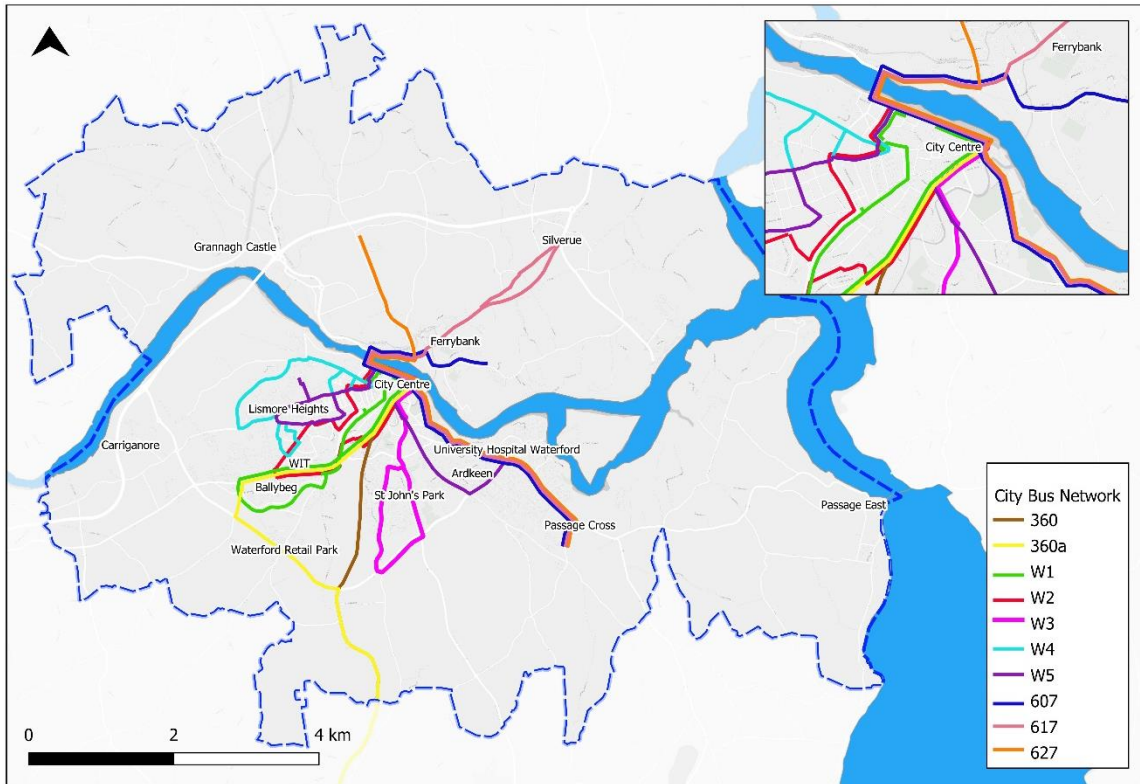 Ferrybank
City Centre
Grannagh Castle
Silverue
Ferrybank
City Centre
Lismore Heights
Carriganore
University Hospital Waterford
WIT
Ardkeen
Ballybeg
St John's Park
Passage East
Passage Cross
Waterford Retail Park
City Bus Network
360
360a
W1
W2
W3
W4
W5
607
617
627
0 2 4 km